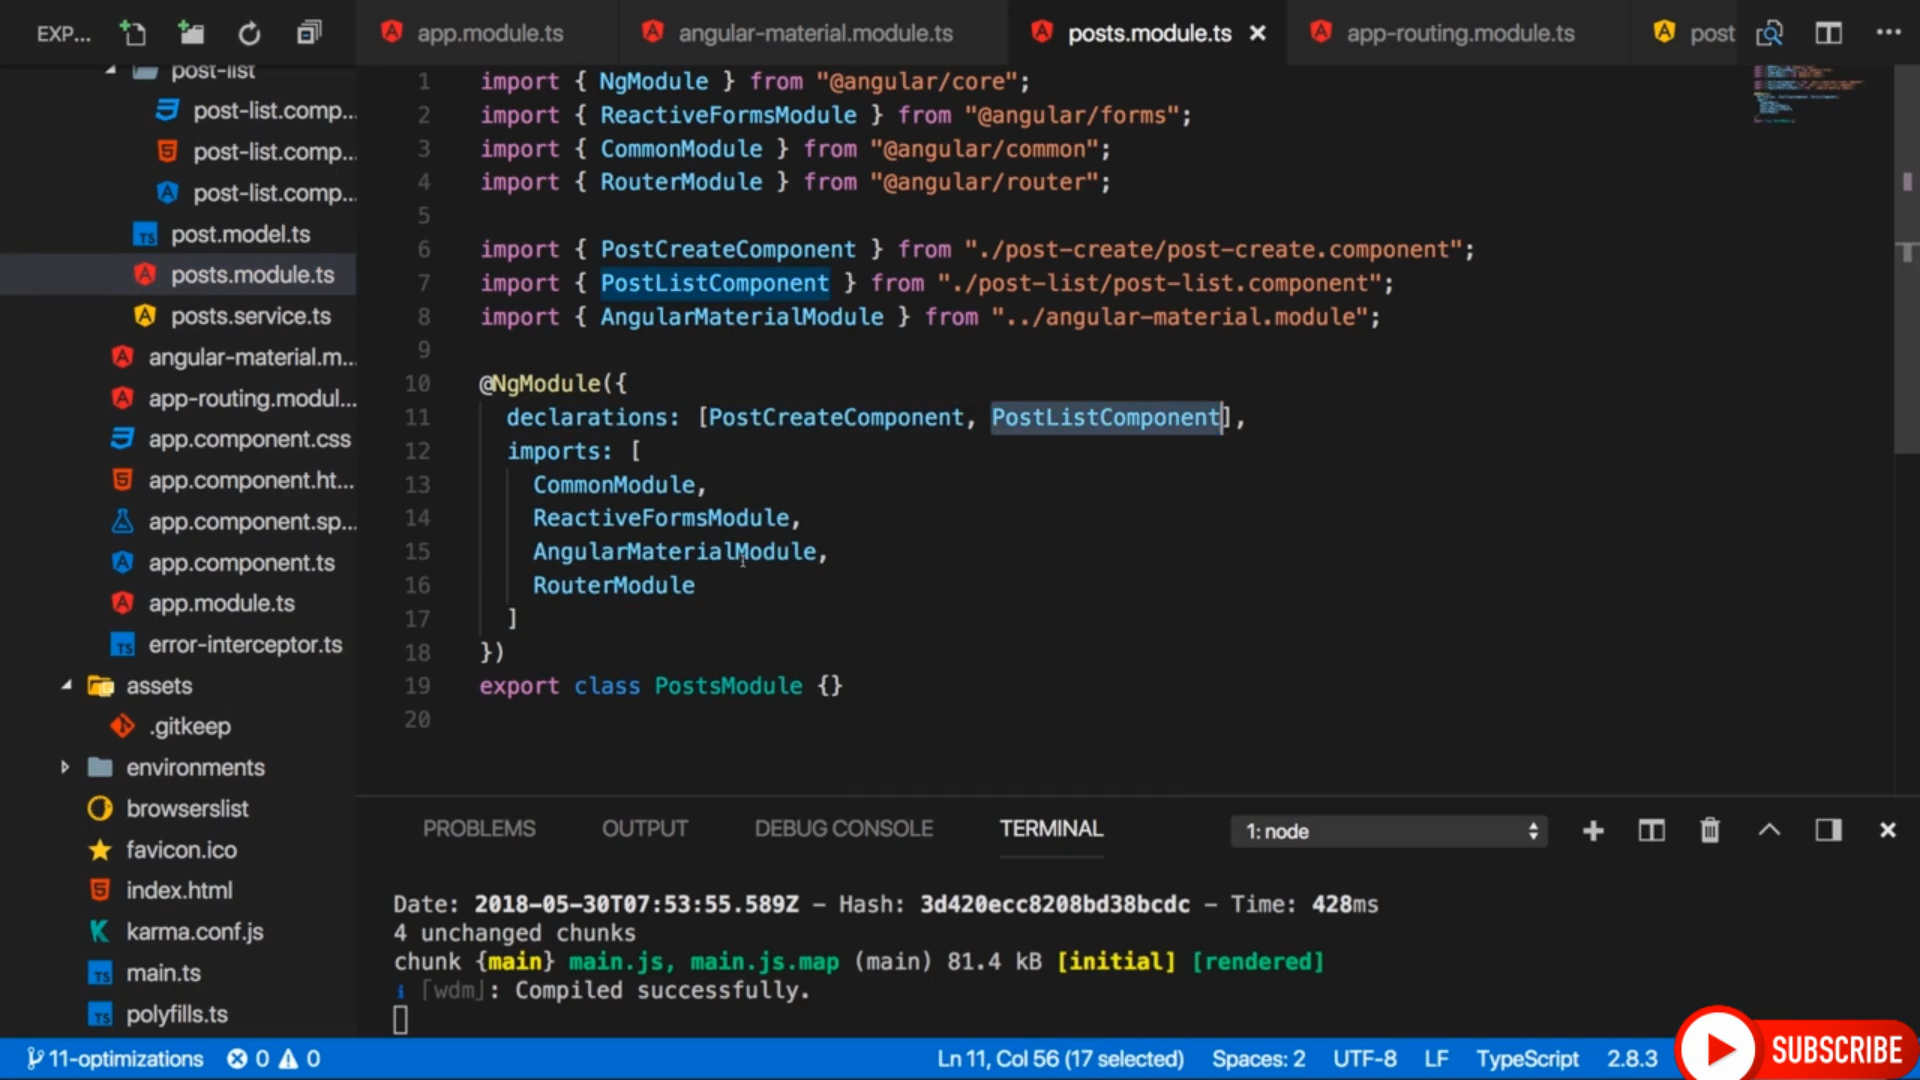 EXP...
app.module.ts
angular-material.module.ts
posts.module.ts
app-routing.module.ts
post
post-list
post-list.comp...
post-list.comp...
post-list.comp...
post.model.ts
posts.module.ts
posts.service.ts
angular-material.m...
app-routing.modul...
app.component.css
app.component.ht...
app.component.sp...
app.component.ts
app.module.ts
error-interceptor.ts
assets
.gitkeep
environments
browserslist
favicon.ico
index.html
karma.conf.js
main.ts
polyfills.ts
1 import { NgModule } from "@angular/core";
2 import { ReactiveFormsModule } from "@angular/forms";
3 import { CommonModule } from "@angular/common";
4 import { RouterModule } from "@angular/router";
5
6 import { PostCreateComponent } from "./post-create/post-create.component";
7 import { PostListComponent } from "./post-list/post-list.component";
8 import { AngularMaterialModule } from "../angular-material.module";
9
10 @NgModule({
11 declarations: [PostCreateComponent, PostListComponent],
12 imports: [
13 CommonModule,
14 ReactiveFormsModule,
15 AngularMaterialModule,
16 RouterModule
17 ]
18 })
19 export class PostsModule {}
20
PROBLEMS OUTPUT DEBUG CONSOLE TERMINAL 1: node
Date: 2018-05-30T07:53:55.589Z - Hash: 3d420ecc8208bd38bcdc - Time: 428ms
4 unchanged chunks
chunk {main} main.js, main.js.map (main) 81.4 kB [initial] [rendered]
i ｢wdm｣: Compiled successfully.
11-optimizations 0 0 Ln 11, Col 56 (17 selected) Spaces: 2 UTF-8 LF TypeScript 2.8.3
SUBSCRIBE